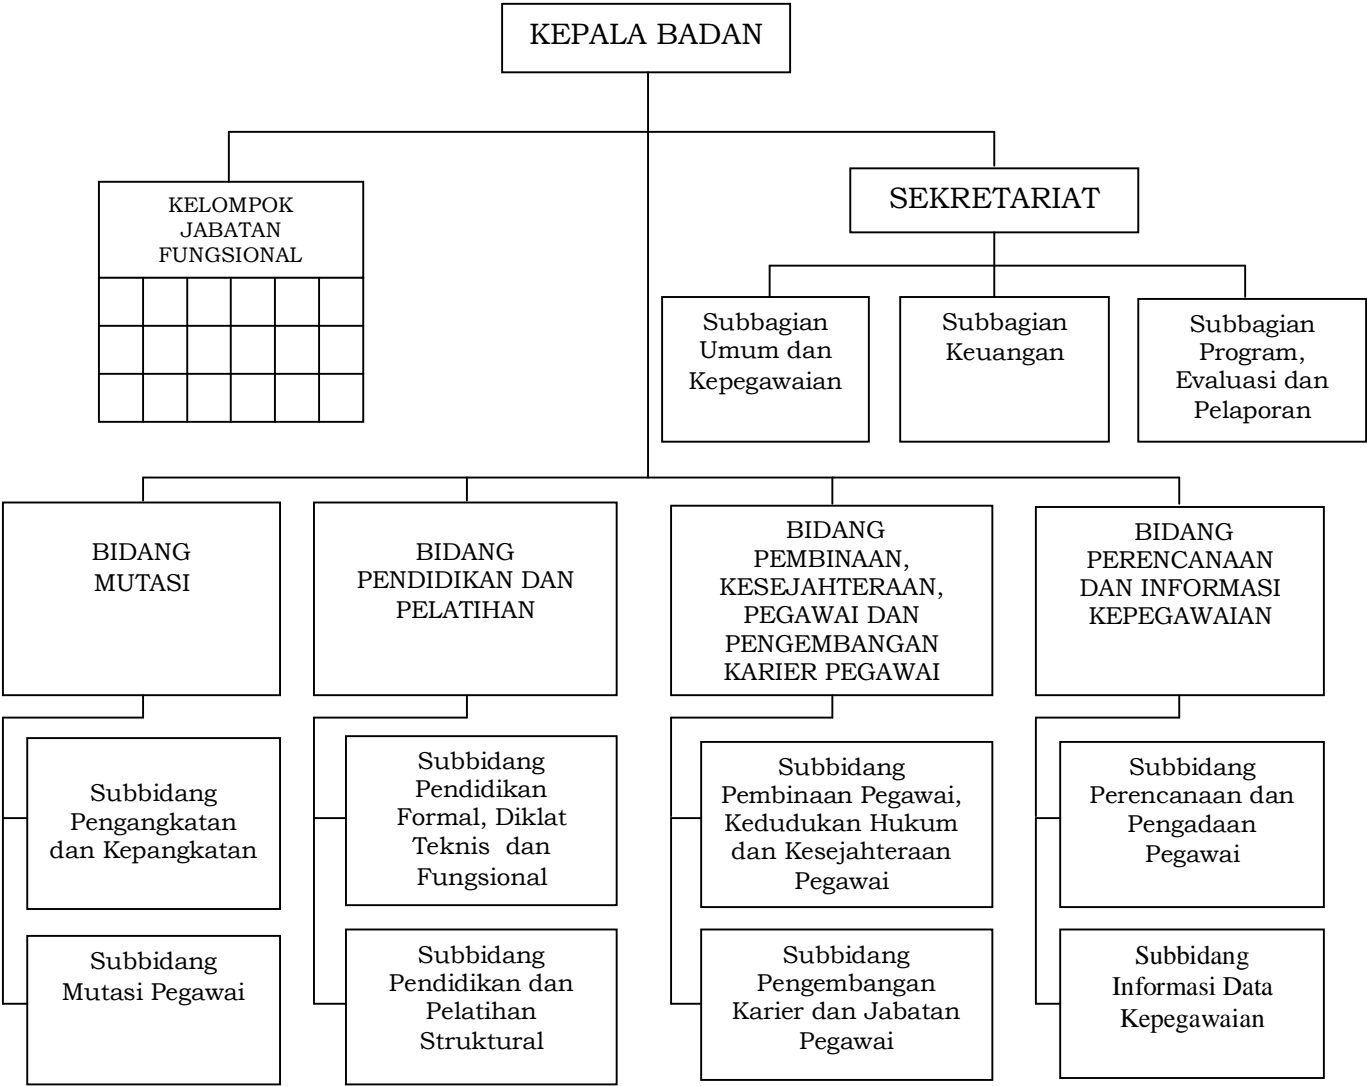 KEPALA BADAN
KELOMPOK
JABATAN
FUNGSIONAL
SEKRETARIAT
Subbagian
Umum dan
Kepegawaian
Subbagian
Keuangan
Subbagian
Program,
Evaluasi dan
Pelaporan
BIDANG
MUTASI
BIDANG
PENDIDIKAN DAN
PELATIHAN
BIDANG
PEMBINAAN,
KESEJAHTERAAN,
PEGAWAI DAN
PENGEMBANGAN
KARIER PEGAWAI
BIDANG
PERENCANAAN
DAN INFORMASI
KEPEGAWAIAN
Subbidang
Pengangkatan
dan Kepangkatan
Subbidang
Pendidikan
Formal, Diklat
Teknis dan
Fungsional
Subbidang
Pembinaan Pegawai,
Kedudukan Hukum
dan Kesejahteraan
Pegawai
Subbidang
Perencanaan dan
Pengadaan
Pegawai
Subbidang
Mutasi Pegawai
Subbidang
Pendidikan dan
Pelatihan
Struktural
Subbidang
Pengembangan
Karier dan Jabatan
Pegawai
Subbidang
Informasi Data
Kepegawaian